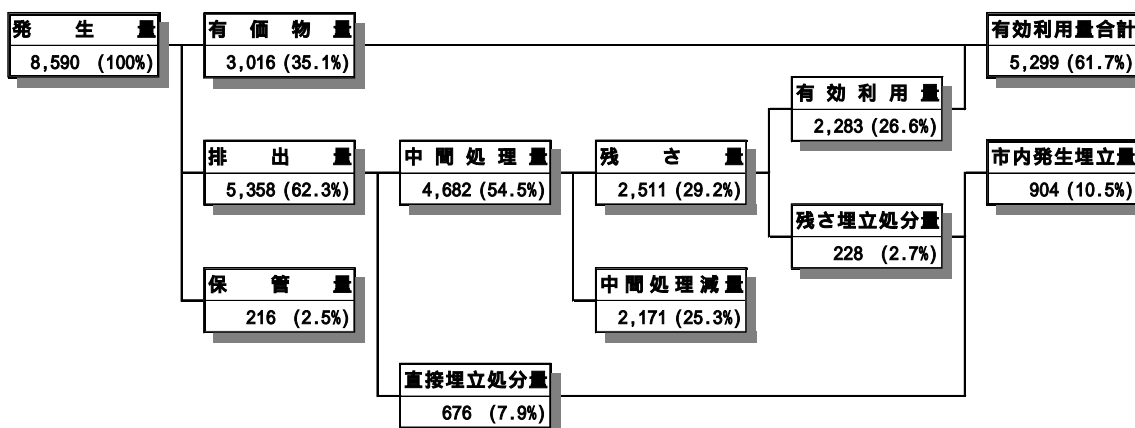 発生量
8,590 (100%)
有価物量
3,016 (35.1%)
有効利用量合計
5,299 (61.7%)
有効利用量
2,283 (26.6%)
排出量
5,358 (62.3%)
中間処理量
4,682 (54.5%)
残さ量
2,511 (29.2%)
市内発生埋立量
904 (10.5%)
残さ埋立処分量
228 (2.7%)
保管量
216 (2.5%)
中間処理減量
2,171 (25.3%)
直接埋立処分量
676 (7.9%)